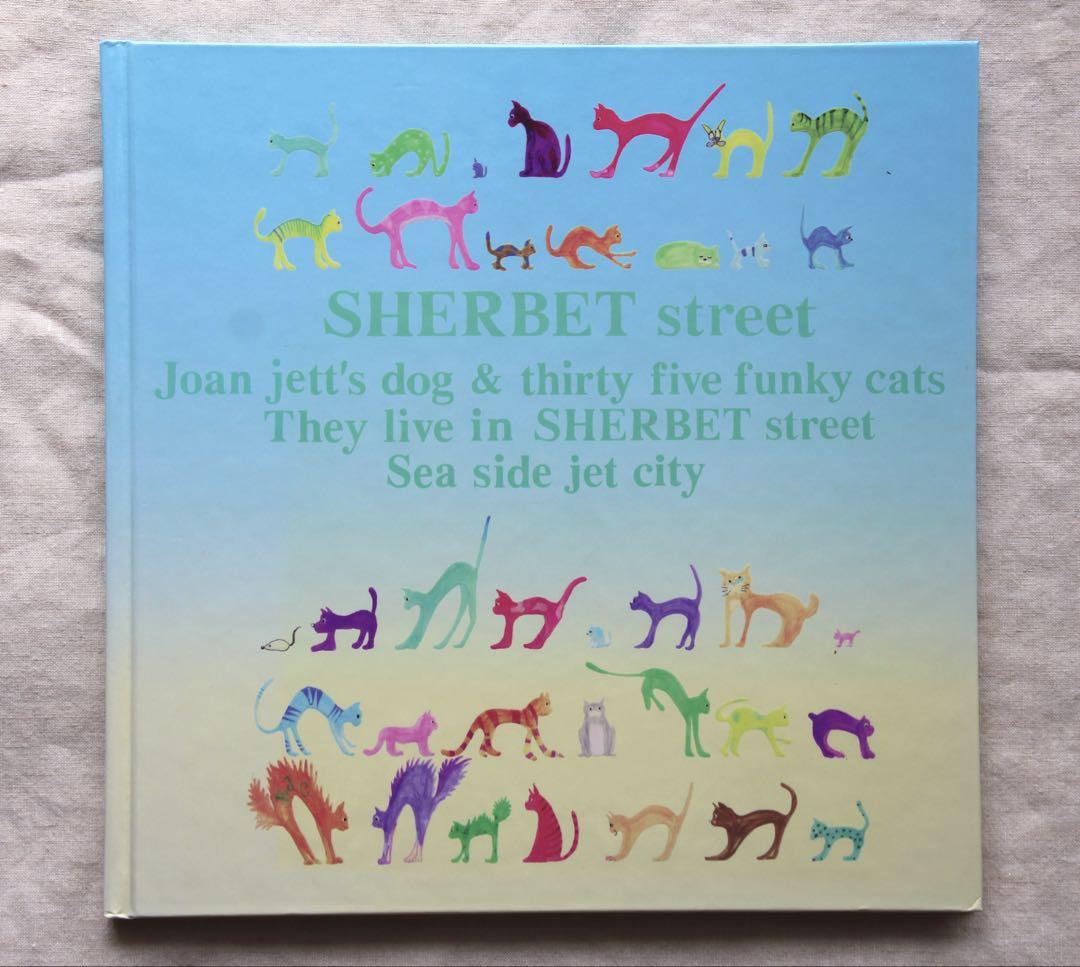 SHERBET street
Joan jett's dog & thirty five funky cats
They live in SHERBET street
Sea side jet city